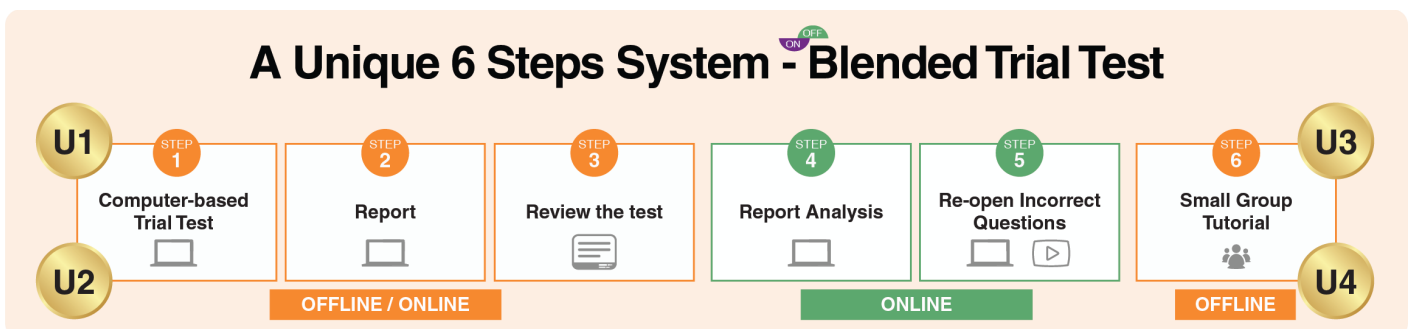 OFF
ON
A Unique 6 Steps System - Blended Trial Test
U1
U2
STEP
1
Computer-based
Trial Test
STEP
2
Report
STEP
3
Review the test
OFFLINE / ONLINE
STEP
4
Report Analysis
STEP
5
Re-open Incorrect
Questions
ONLINE
STEP
6
Small Group
Tutorial
OFFLINE
U3
U4